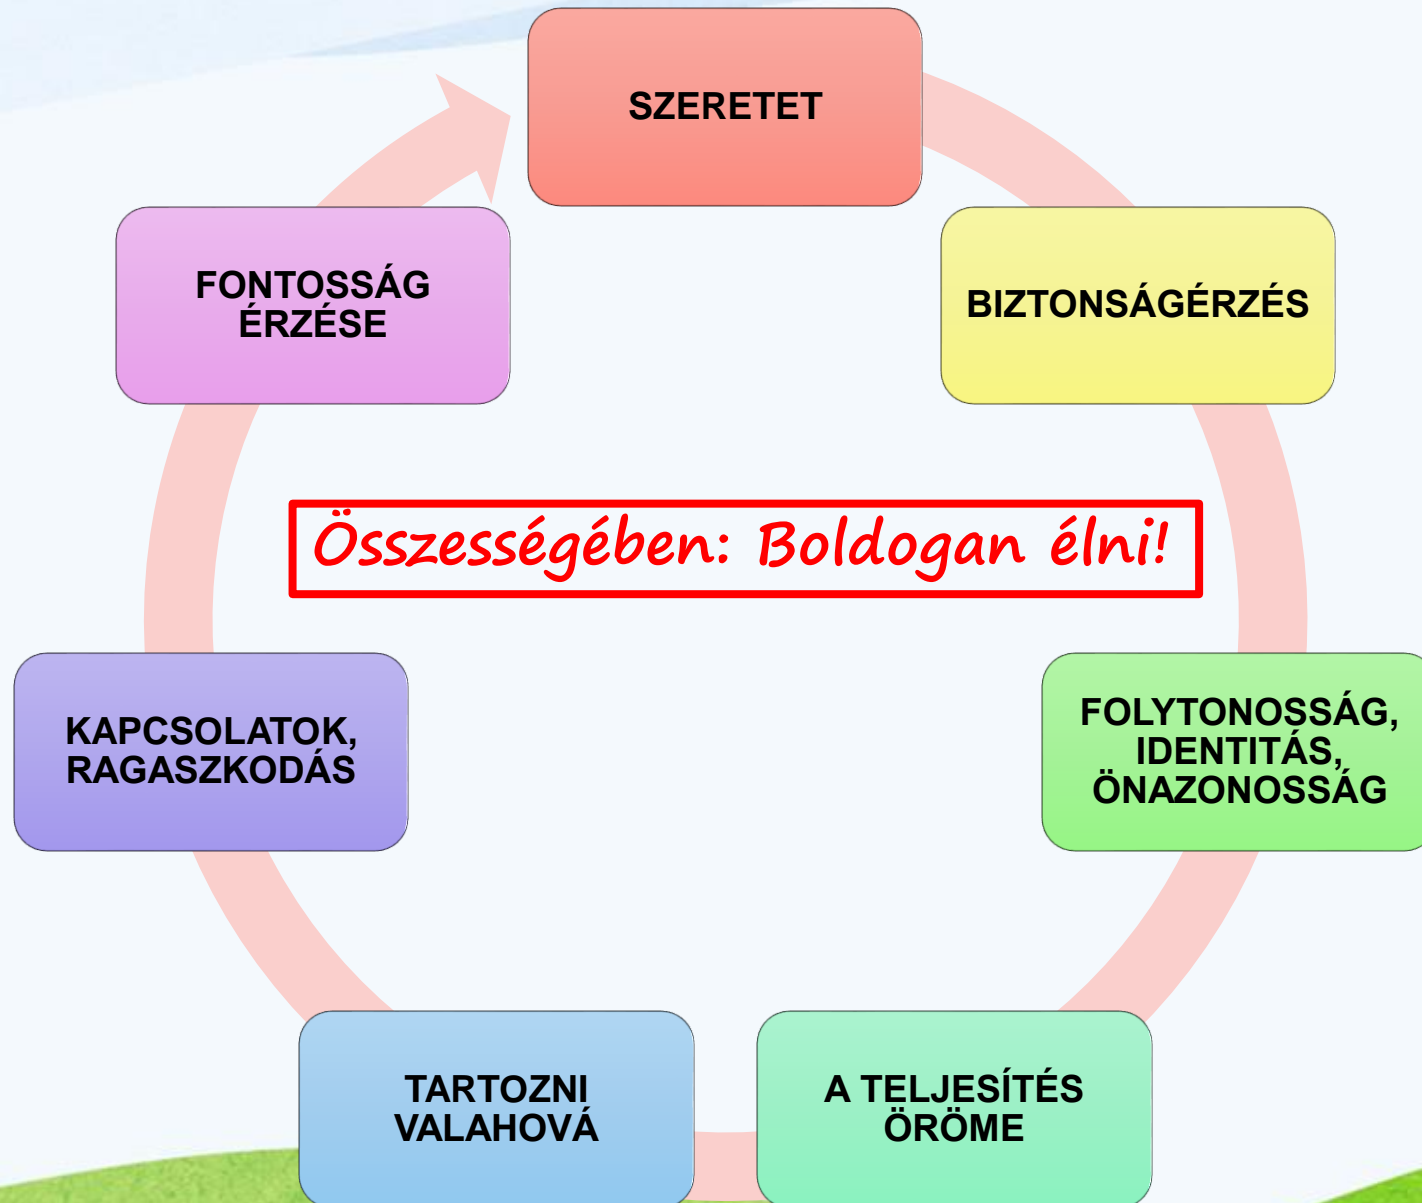 SZERETET
BIZTONSÁGÉRZÉS
FOLYTONOSSÁG,
IDENTITÁS,
ÖNAZONOSSÁG
A TELJESÍTÉS
ÖRÖME
TARTOZNI
VALAHOVÁ
KAPCSOLATOK,
RAGASZKODÁS
FONTOSSÁG
ÉRZÉSE
Összességében: Boldogan élni!